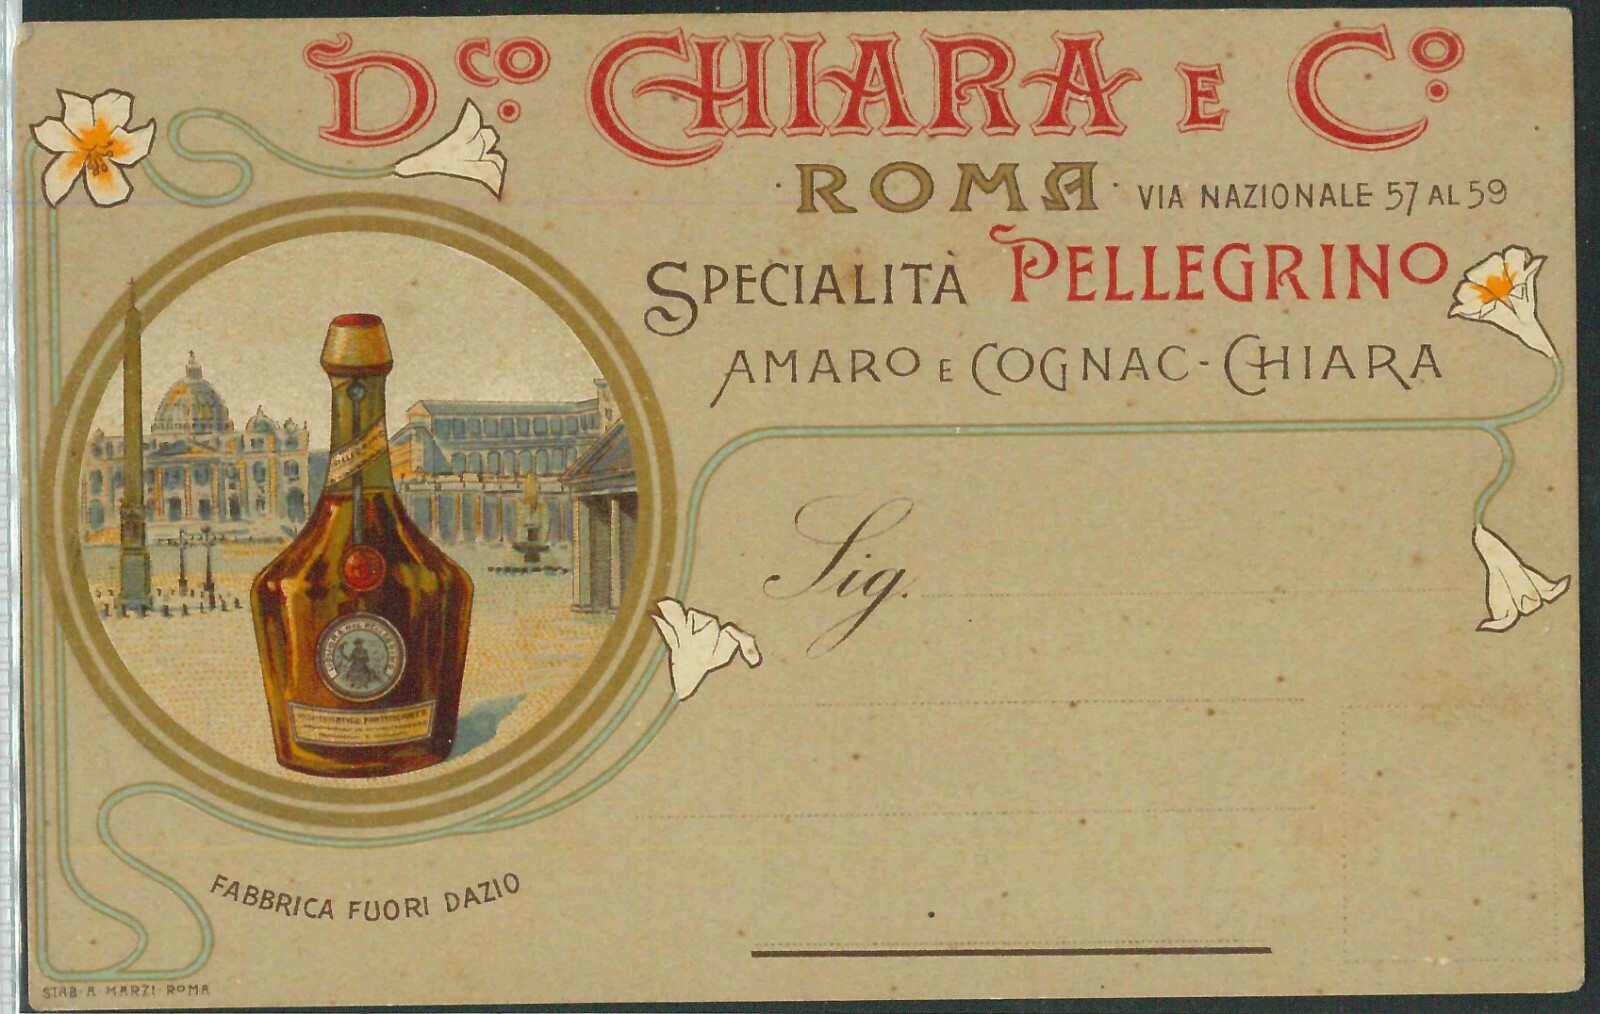 Dco. CHIARA E Co.
ROMA · VIA NAZIONALE 57 AL 59
SPECIALITÀ PELLEGRINO
AMARO E COGNAC-CHIARA
Sig.
FABBRICA FUORI DAZIO
STAB. A. MARZI. ROMA